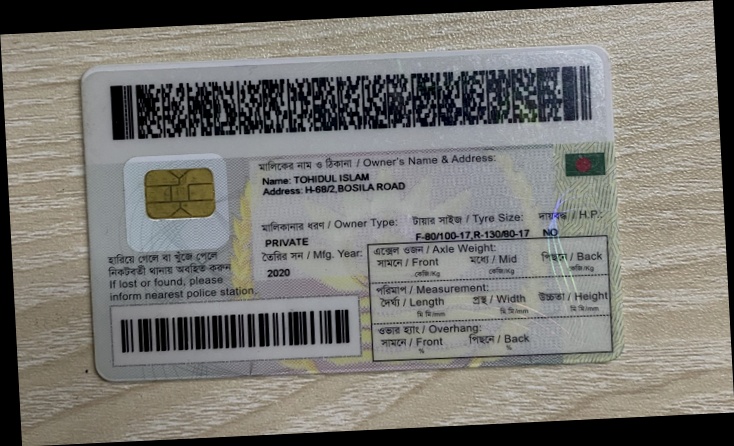 মালিকের নাম ও ঠিকানা / Owner's Name & Address:
Name: TOHIDUL ISLAM
Address: H-68/2,BOSILA ROAD
মালিকানার ধরণ / Owner Type: টায়ার সাইজ / Tyre Size: দায়বদ্ধ / H.P.:
PRIVATE F-80/100-17,R-130/80-17 NO
তৈরির সন / Mfg. Year:
2020
হারিয়ে গেলে বা খুঁজে পেলে
নিকটবর্তী থানায় অবহিত করুন
If lost or found, please
inform nearest police station.
এক্সেল ওজন / Axle Weight:
সামনে / Front মধ্যে / Mid পিছনে / Back
কেজি/Kg কেজি/Kg কেজি/Kg
পরিমাপ / Measurement:
দৈর্ঘ্য / Length প্রস্থ / Width উচ্চতা / Height
মি মি/mm মি মি/mm মি মি/mm
ওভার হ্যাং / Overhang:
সামনে / Front পিছনে / Back
% %